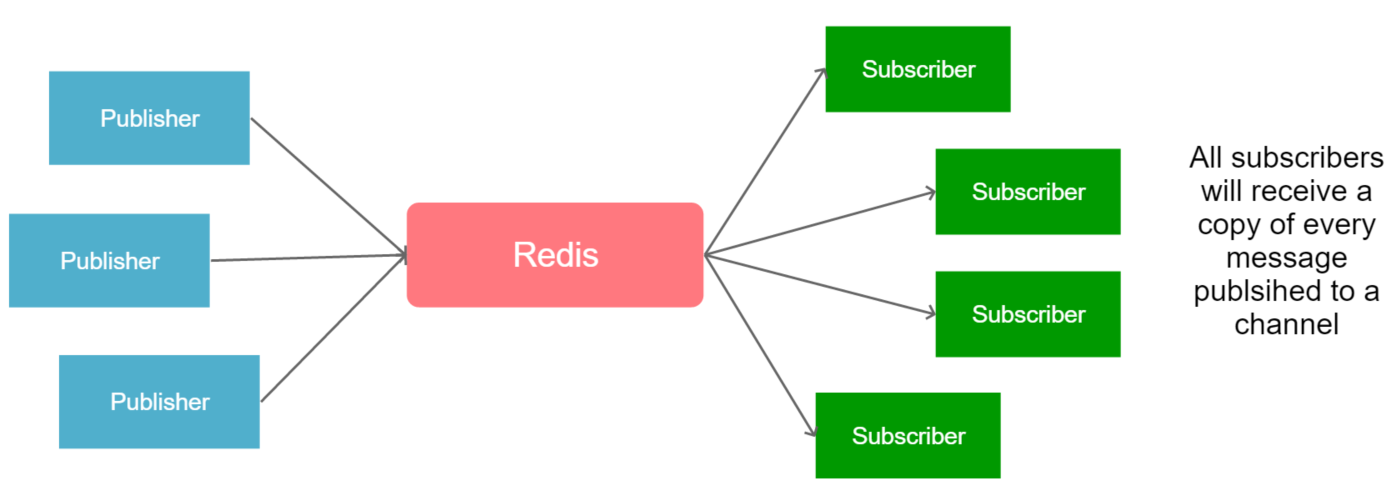 Publisher
Publisher
Publisher
Redis
Subscriber
Subscriber
Subscriber
Subscriber
All subscribers
will receive a
copy of every
message
publsihed to a
channel